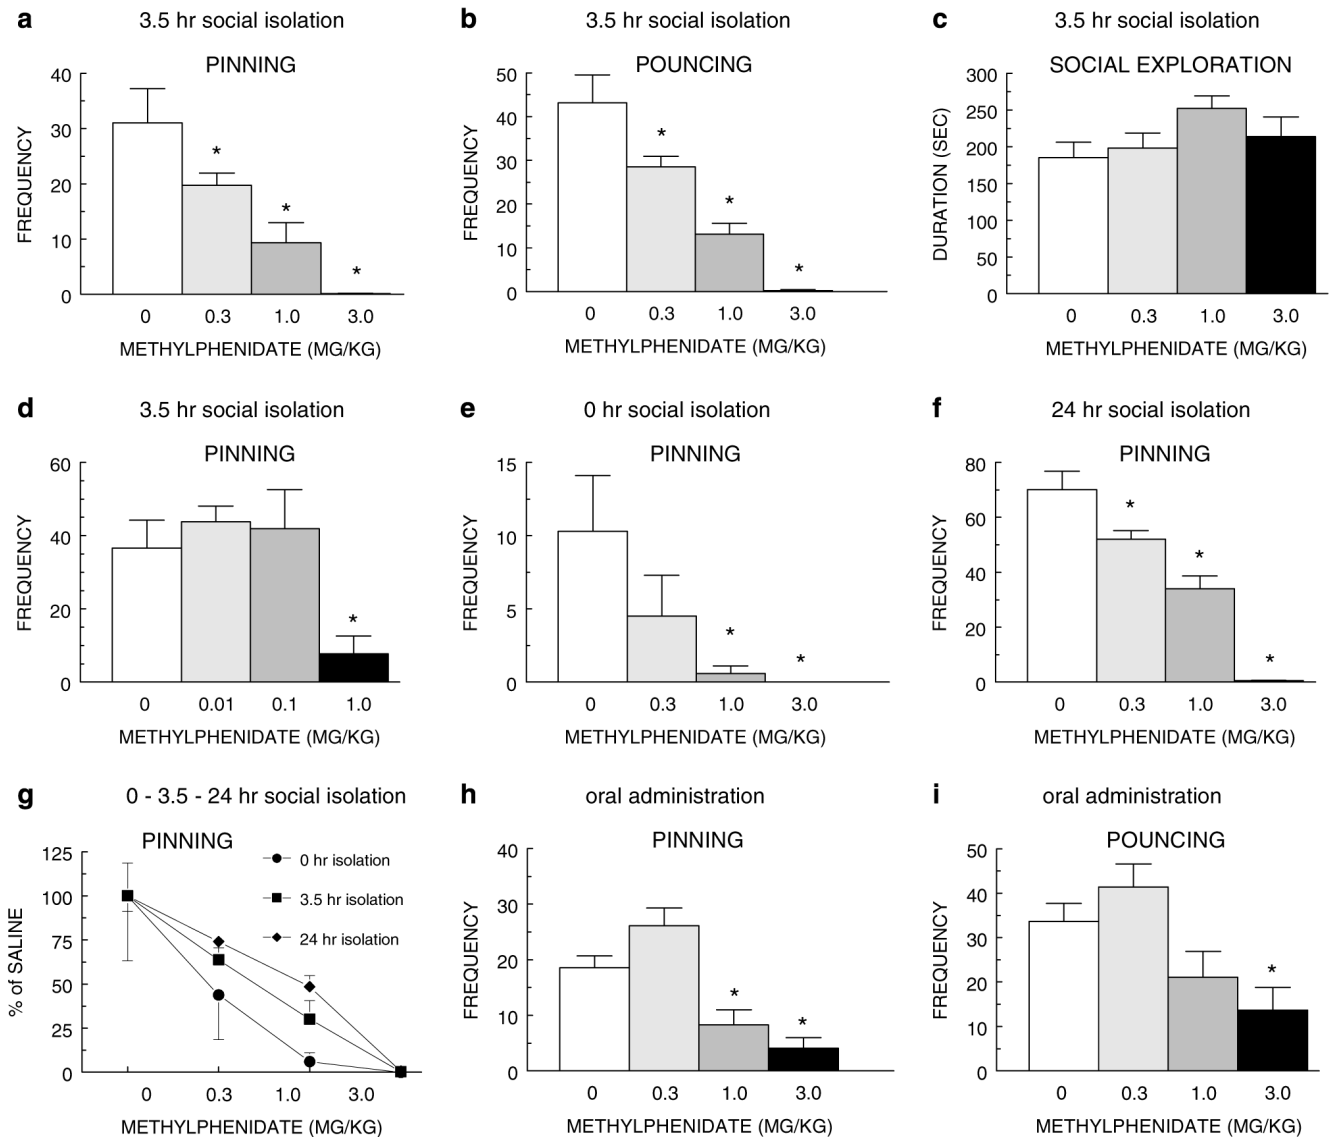 a 3.5 hr social isolation
PINNING
40
30
20
10
0
FREQUENCY
* * *
0 0.3 1.0 3.0
METHYLPHENIDATE (MG/KG)
b 3.5 hr social isolation
POUNCING
50
40
30
20
10
0
FREQUENCY
* * *
0 0.3 1.0 3.0
METHYLPHENIDATE (MG/KG)
c 3.5 hr social isolation
SOCIAL EXPLORATION
300
250
200
150
100
50
0
DURATION (SEC)
0 0.3 1.0 3.0
METHYLPHENIDATE (MG/KG)
d 3.5 hr social isolation
PINNING
60
40
20
0
FREQUENCY
*
0 0.01 0.1 1.0
METHYLPHENIDATE (MG/KG)
e 0 hr social isolation
PINNING
15
10
5
0
FREQUENCY
* *
0 0.3 1.0 3.0
METHYLPHENIDATE (MG/KG)
f 24 hr social isolation
PINNING
80
60
40
20
0
FREQUENCY
* * *
0 0.3 1.0 3.0
METHYLPHENIDATE (MG/KG)
g 0 - 3.5 - 24 hr social isolation
PINNING
125
100
75
50
25
0
% of SALINE
0 hr isolation
3.5 hr isolation
24 hr isolation
0 0.3 1.0 3.0
METHYLPHENIDATE (MG/KG)
h oral administration
PINNING
40
30
20
10
0
FREQUENCY
* *
0 0.3 1.0 3.0
METHYLPHENIDATE (MG/KG)
i oral administration
POUNCING
50
40
30
20
10
0
FREQUENCY
*
0 0.3 1.0 3.0
METHYLPHENIDATE (MG/KG)